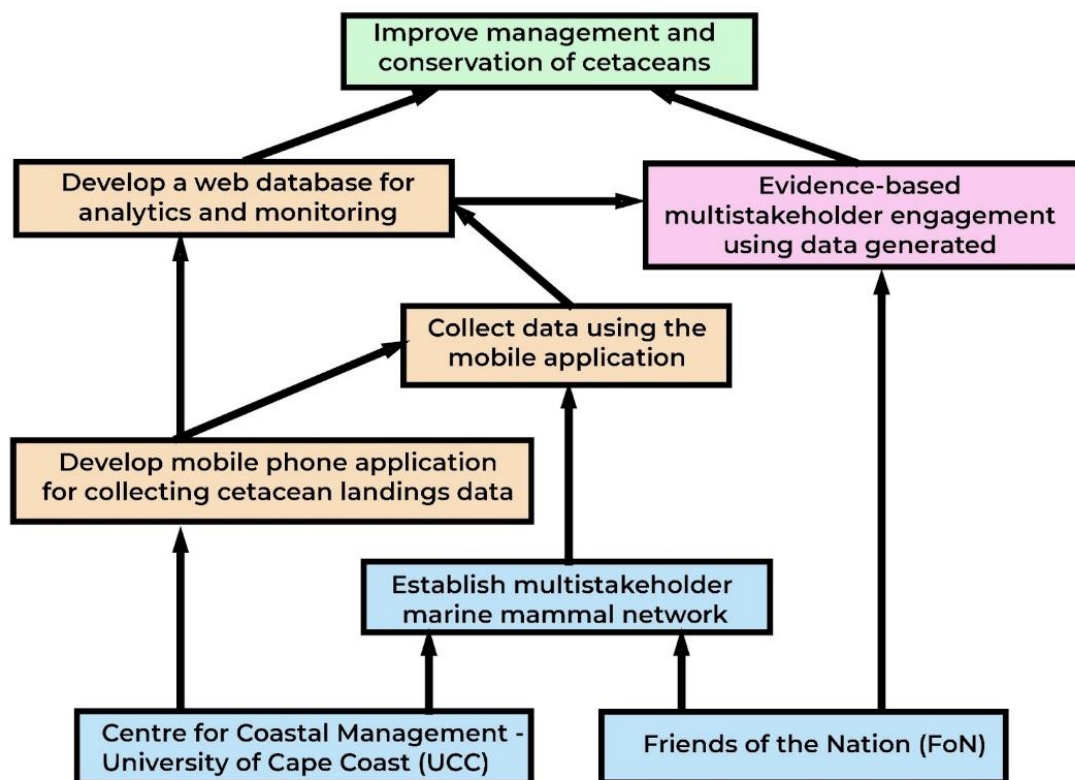 Improve management and
conservation of cetaceans
Develop a web database for
analytics and monitoring
Evidence-based
multistakeholder engagement
using data generated
Collect data using the
mobile application
Develop mobile phone application
for collecting cetacean landings data
Establish multistakeholder
marine mammal network
Centre for Coastal Management -
University of Cape Coast (UCC)
Friends of the Nation (FoN)